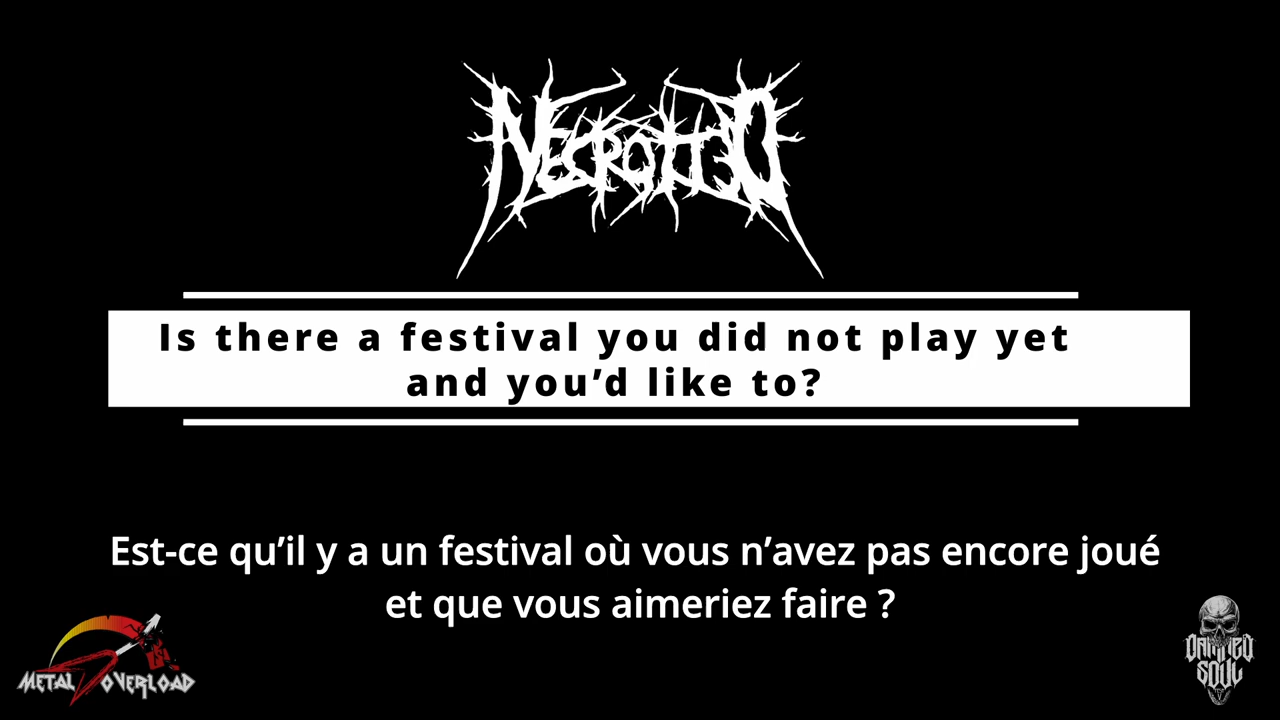 NECROTTED
Is there a festival you did not play yet
and you’d like to?
Est-ce qu’il y a un festival où vous n’avez pas encore joué
et que vous aimeriez faire ?
METAL OVERLOAD
DAMNED
SOUL